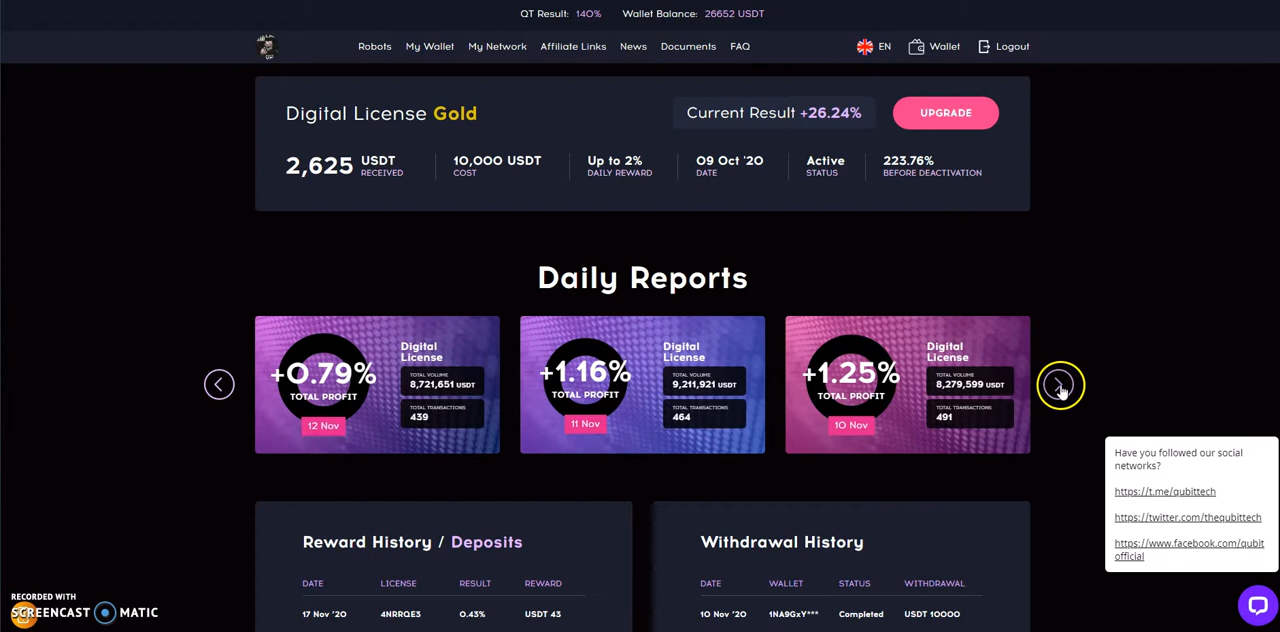 QT Result: 140% Wallet Balance: 26652 USDT
Robots My Wallet My Network Affiliate Links News Documents FAQ EN Wallet Logout
Digital License Gold Current Result +26.24% UPGRADE
2,625 USDT RECEIVED
10,000 USDT COST
Up to 2% DAILY REWARD
09 Oct '20 DATE
Active STATUS
223.76% BEFORE DEACTIVATION
Daily Reports
+0.79%
TOTAL PROFIT
12 Nov
Digital
License
TOTAL VOLUME
8,721,651 USDT
TOTAL TRANSACTIONS
439
+1.16%
TOTAL PROFIT
11 Nov
Digital
License
TOTAL VOLUME
9,211,921 USDT
TOTAL TRANSACTIONS
464
+1.25%
TOTAL PROFIT
10 Nov
Digital
License
TOTAL VOLUME
8,279,599 USDT
TOTAL TRANSACTIONS
491
Have you followed our social
networks?
https://t.me/qubittech
https://twitter.com/thequbittech
https://www.facebook.com/qubit
official
Reward History / Deposits
DATE LICENSE RESULT REWARD
17 Nov '20 4NRRQE3 0.43% USDT 43
Withdrawal History
DATE WALLET STATUS WITHDRAWAL
10 Nov '20 1NA9GxY*** Completed USDT 10000
RECORDED WITH
SCREENCAST MATIC